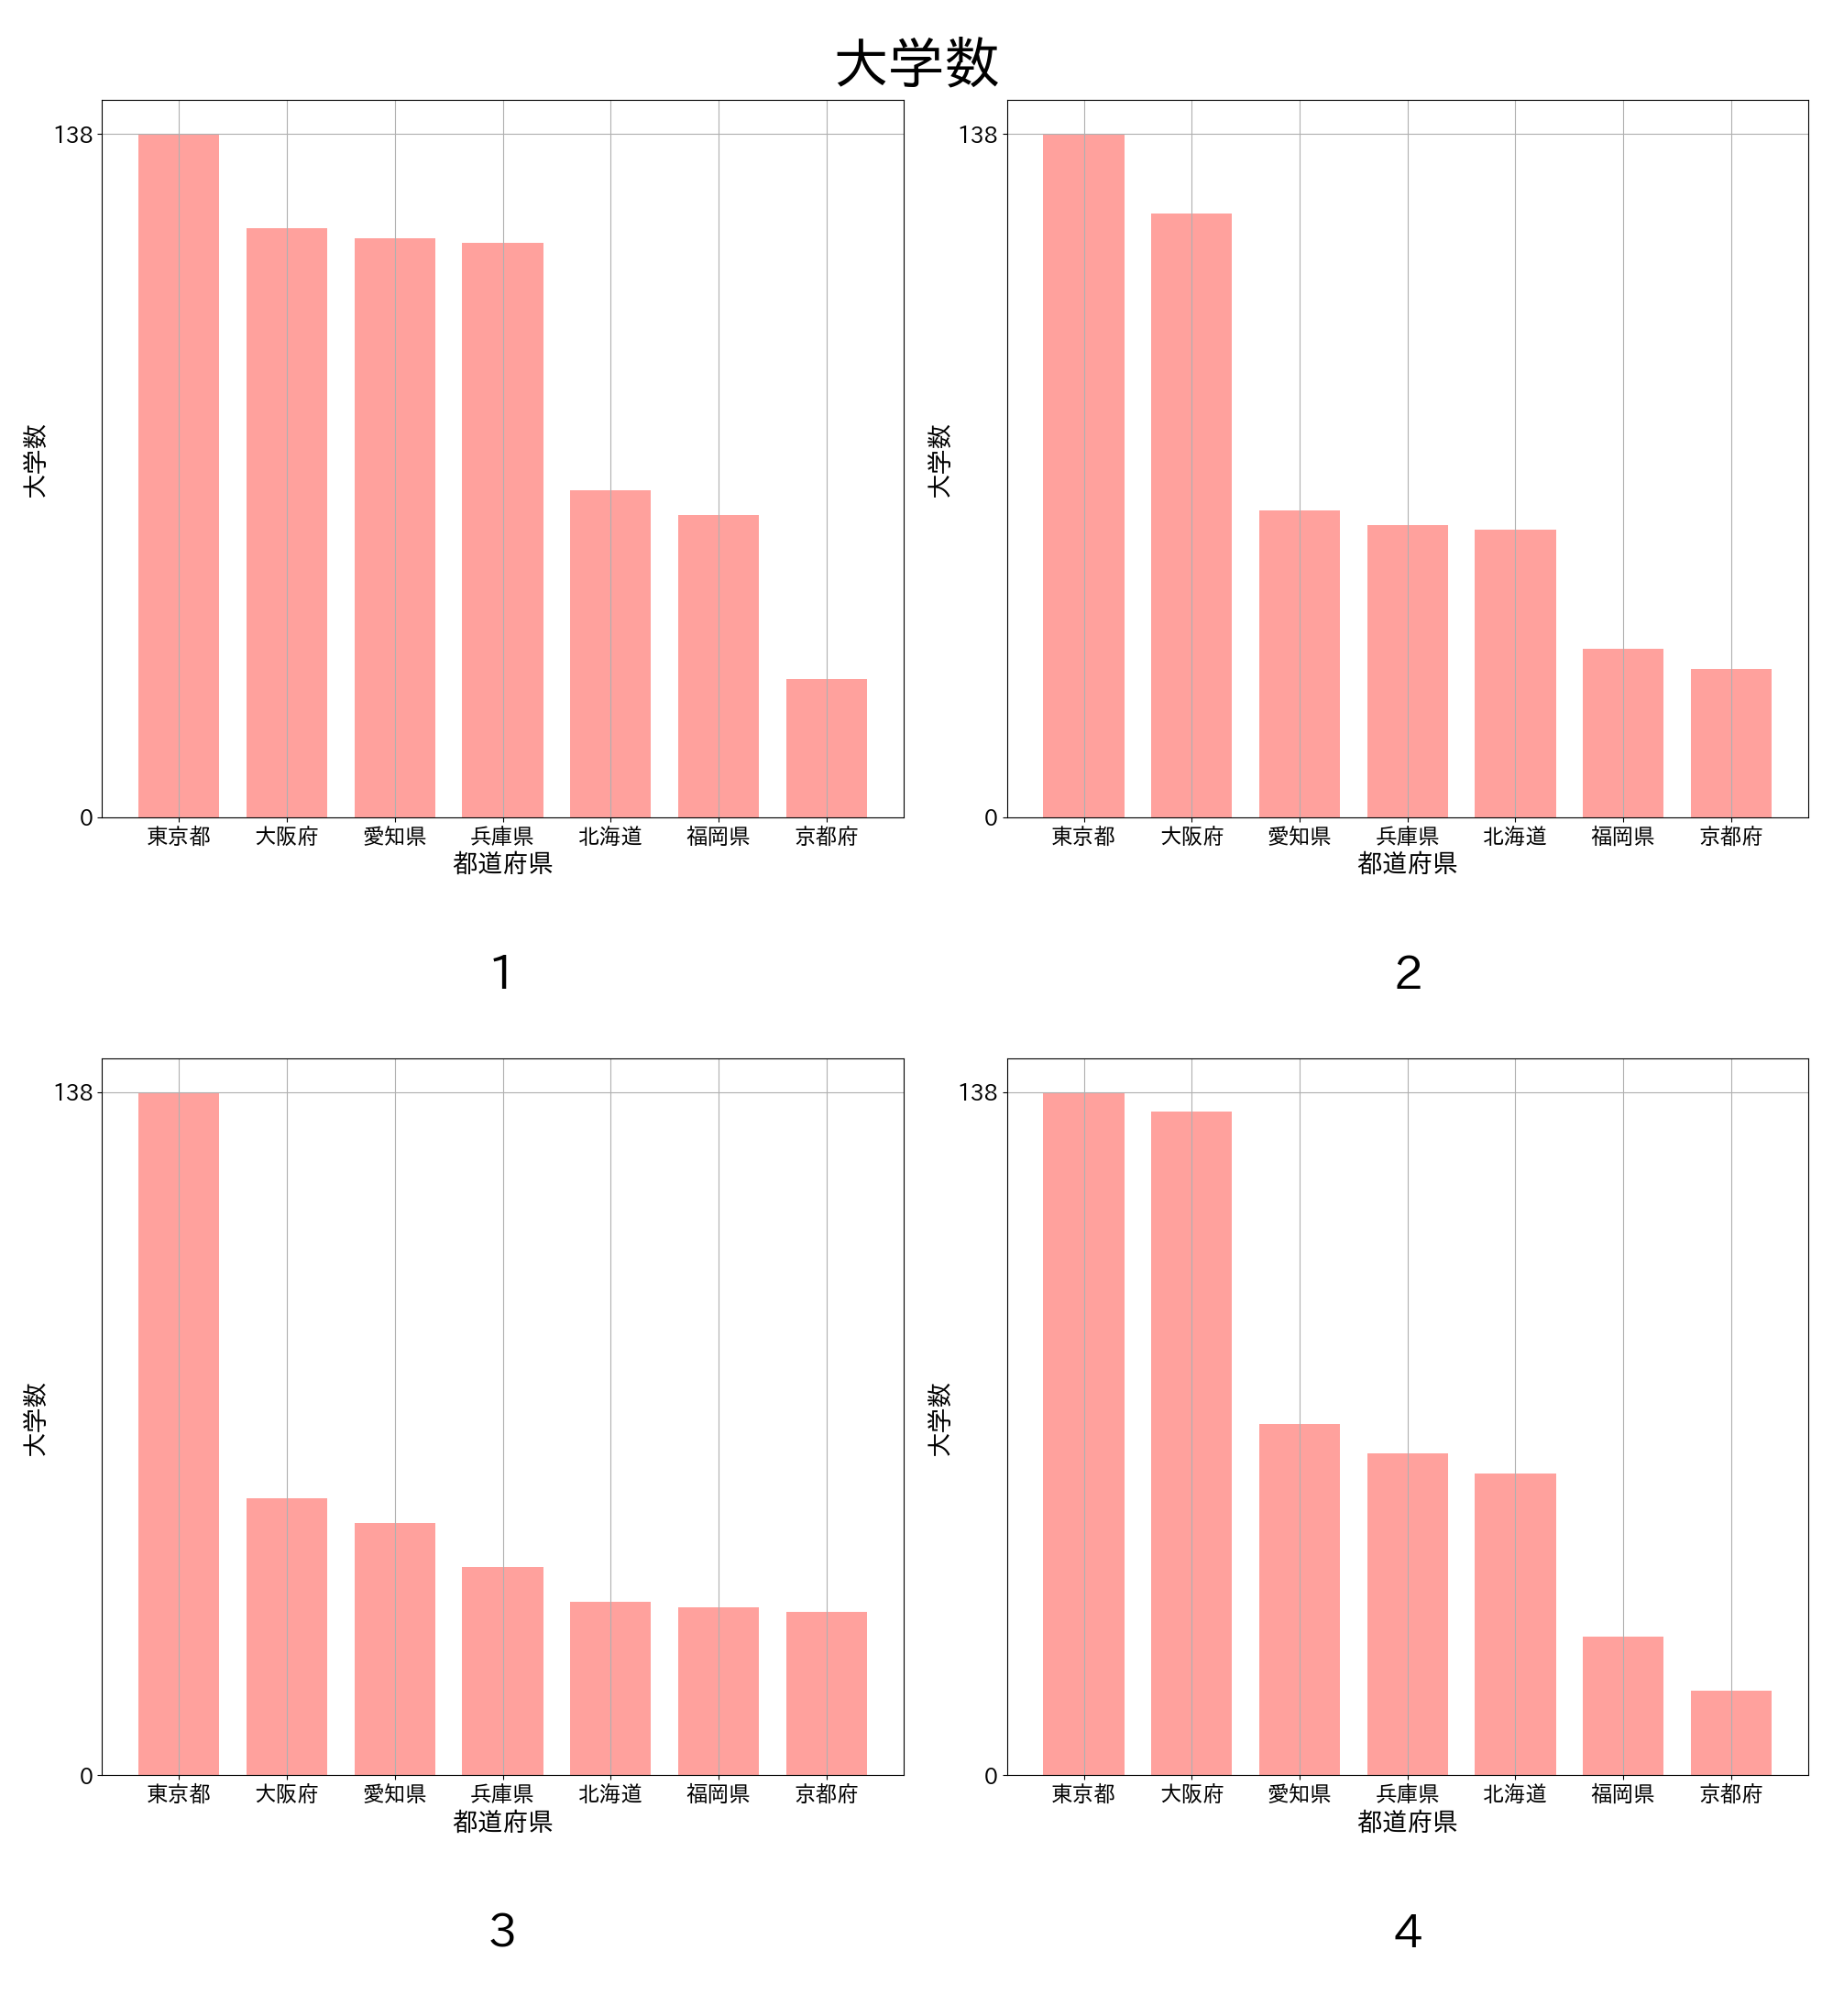 大学数
138
0
大学数
東京都 大阪府 愛知県 兵庫県 北海道 福岡県 京都府
都道府県
1
138
0
大学数
東京都 大阪府 愛知県 兵庫県 北海道 福岡県 京都府
都道府県
2
138
0
大学数
東京都 大阪府 愛知県 兵庫県 北海道 福岡県 京都府
都道府県
3
138
0
大学数
東京都 大阪府 愛知県 兵庫県 北海道 福岡県 京都府
都道府県
4